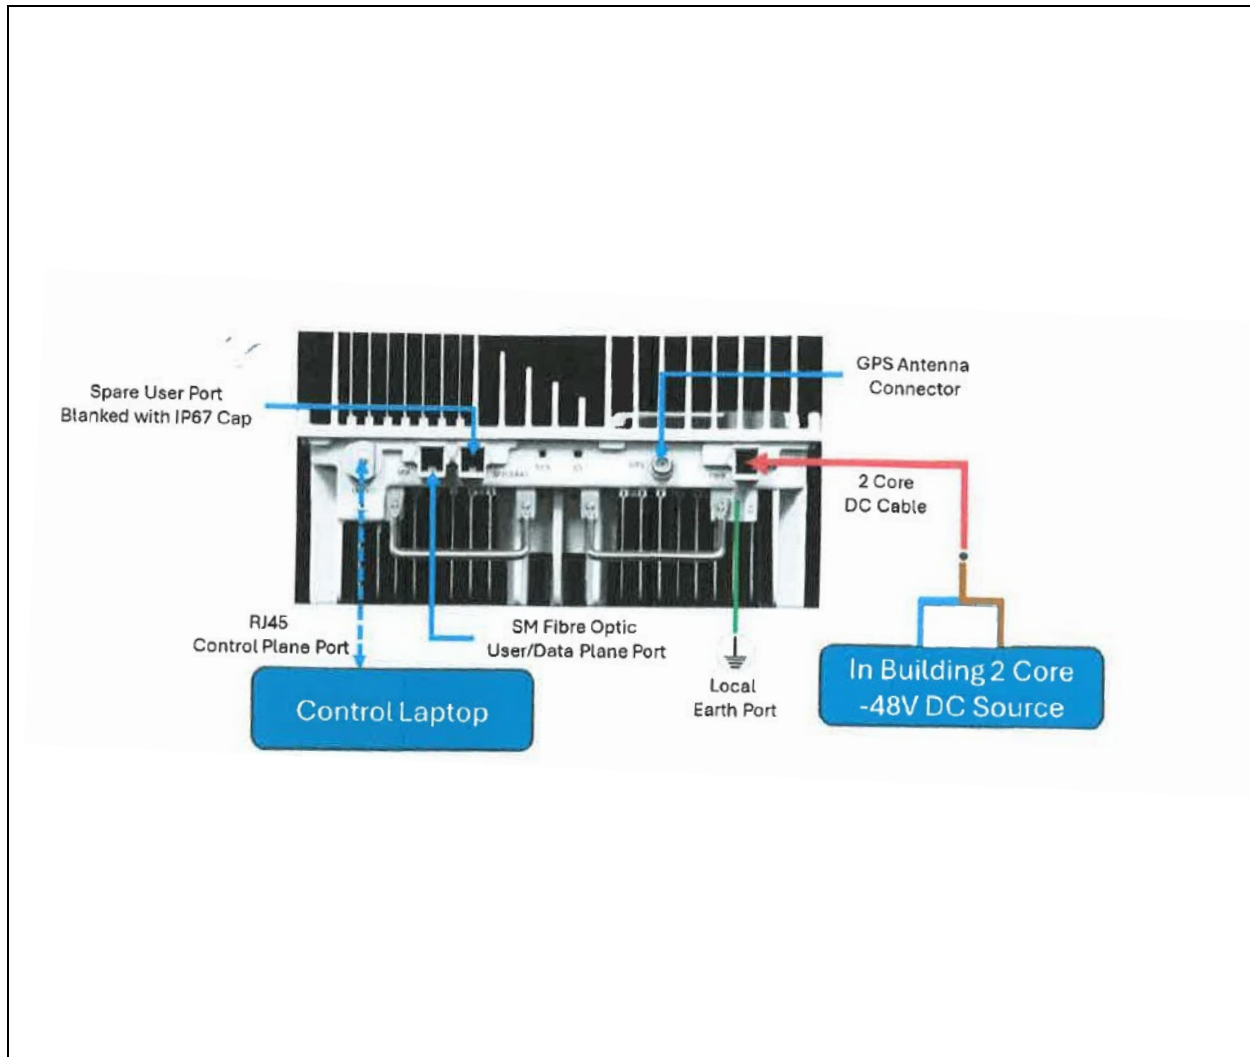 Spare User Port
Blanked with IP67 Cap
GPS Antenna
Connector
2 Core
DC Cable
RJ45
Control Plane Port
SM Fibre Optic
User/Data Plane Port
Local
Earth Port
Control Laptop
In Building 2 Core
-48V DC Source